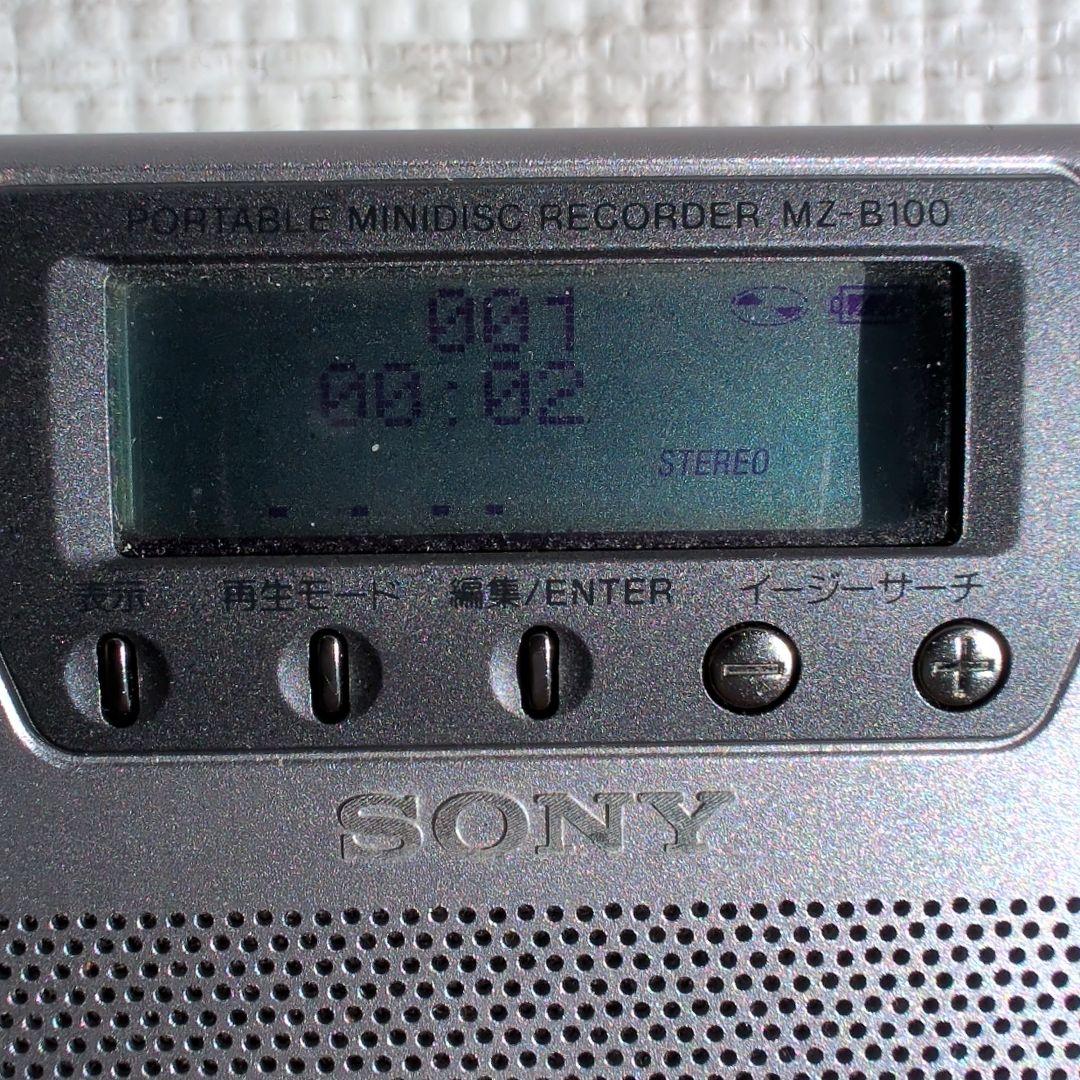 PORTABLE MINIDISC RECORDER MZ-B100
001
00:02
STEREO
- - - -
表示 再生モード 編集/ENTER イージーサーチ
− +
SONY